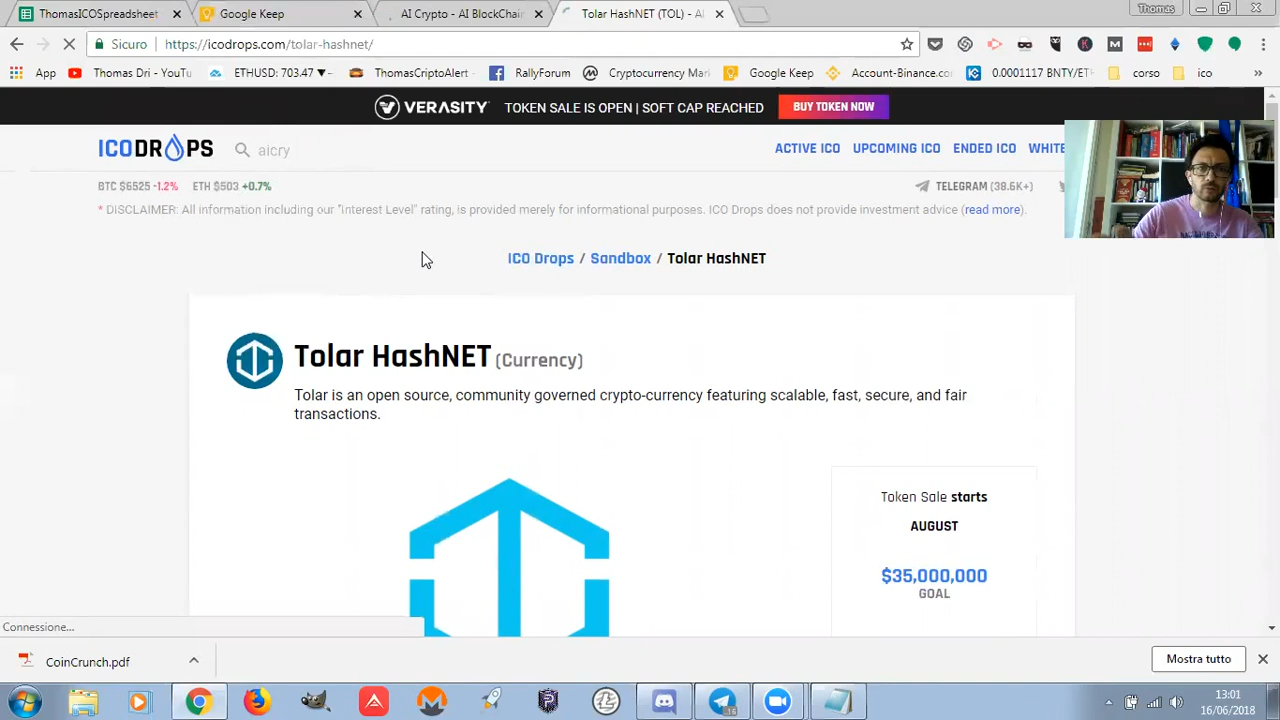 ThomasICOSpreadsheet
Google Keep
AI Crypto - AI BlockChain
Tolar HashNET (TOL) - A
Thomas
Sicuro
https://icodrops.com/tolar-hashnet/
App
Thomas Dri - YouTu
ETHUSD 703.47 ▼-
ThomasCriptoAlert
RallyForum
Cryptocurrency Mar
Google Keep
Account-Binance.co
0.0001117 BNTY/ETH
corso
ico
VERASITY
TOKEN SALE IS OPEN | SOFT CAP REACHED
BUY TOKEN NOW
ICODROPS
aicry
ACTIVE ICO
UPCOMING ICO
ENDED ICO
WHITE
BTC $6525 -1.2%
ETH $503 +0.7%
TELEGRAM (38.6K+)
* DISCLAIMER: All information including our "Interest Level" rating, is provided merely for informational purposes. ICO Drops does not provide investment advice (read more).
ICO Drops / Sandbox / Tolar HashNET
Tolar HashNET (Currency)
Tolar is an open source, community governed crypto-currency featuring scalable, fast, secure, and fair
transactions.
Token Sale starts
AUGUST
$35,000,000
GOAL
Connessione...
CoinCrunch.pdf
Mostra tutto
16
13:01
16/06/2018